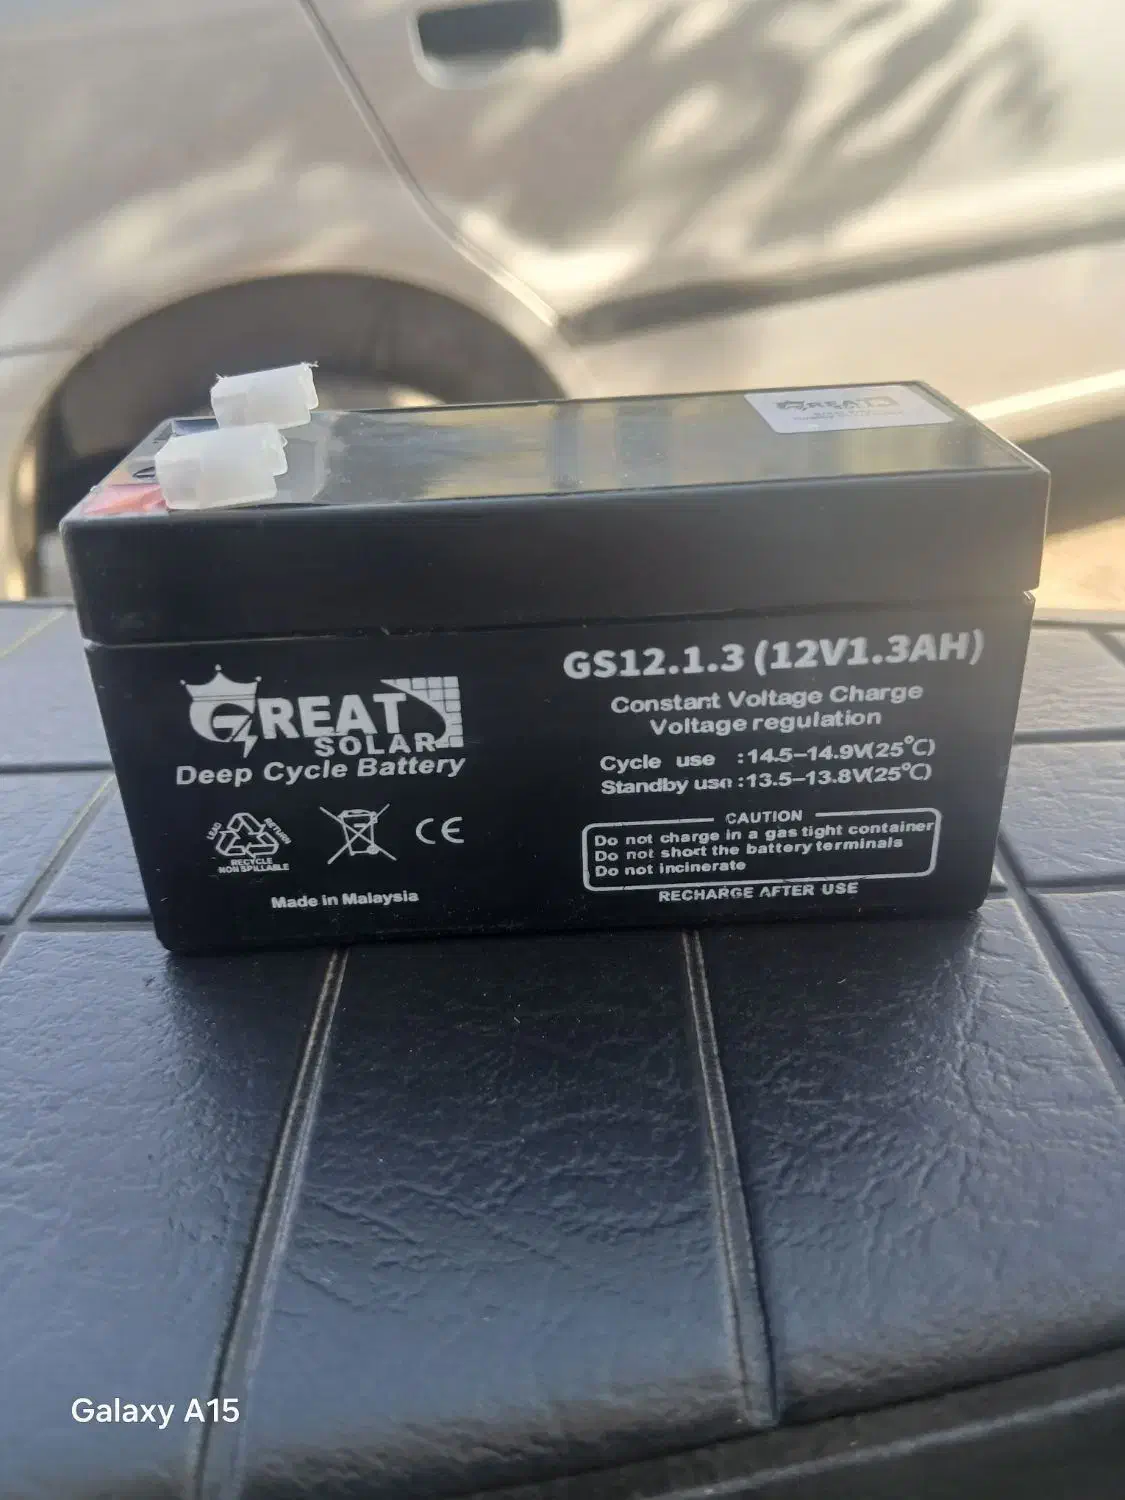 GREAT
GREAT
SOLAR
Deep Cycle Battery
LEAD
RETURN
RECYCLE
NON SPILLABLE
CE
Made in Malaysia
GS12.1.3 (12V1.3AH)
Constant Voltage Charge
Voltage regulation
Cycle use :14.5–14.9V(25°C)
Standby use:13.5–13.8V(25°C)
CAUTION
Do not charge in a gas tight container
Do not short the battery terminals
Do not incinerate
RECHARGE AFTER USE
Galaxy A15